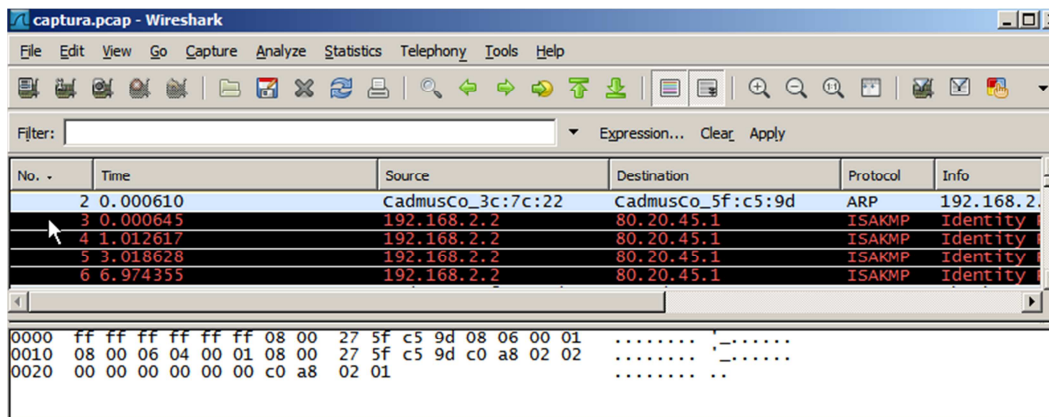 captura.pcap - Wireshark
File Edit View Go Capture Analyze Statistics Telephony Tools Help
Filter: Expression... Clear Apply
No. Time Source Destination Protocol Info
2 0.000610 CadmusCo_3c:7c:22 CadmusCo_5f:c5:9d ARP 192.168.2.
3 0.000645 192.168.2.2 80.20.45.1 ISAKMP Identity
4 1.012617 192.168.2.2 80.20.45.1 ISAKMP Identity
5 3.018628 192.168.2.2 80.20.45.1 ISAKMP Identity
6 6.974355 192.168.2.2 80.20.45.1 ISAKMP Identity
0000 ff ff ff ff ff ff 08 00 27 5f c5 9d 08 06 00 01 ........ '_......
0010 08 00 06 04 00 01 08 00 27 5f c5 9d c0 a8 02 02 ........ '_......
0020 00 00 00 00 00 00 c0 a8 02 01 ........ ..